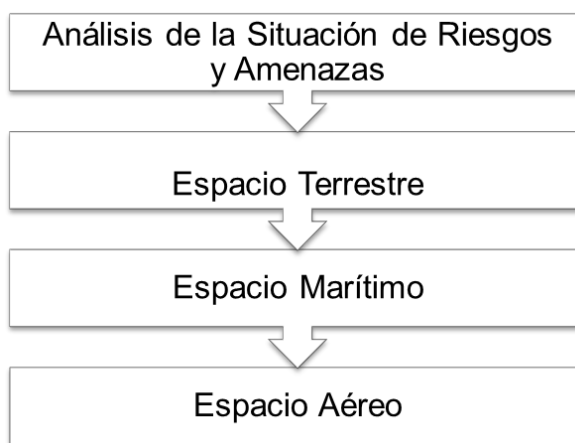 Análisis de la Situación de Riesgos
y Amenazas
Espacio Terrestre
Espacio Marítimo
Espacio Aéreo